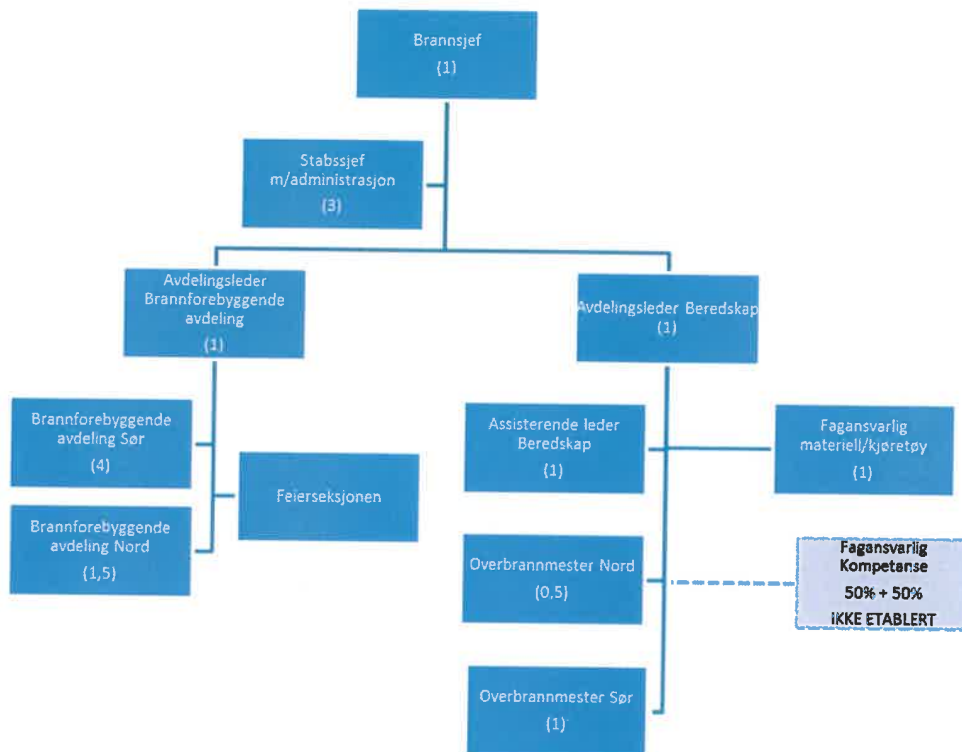 Brannsjef
(1)
Stabssjef
m/administrasjon
(3)
Avdelingsleder
Brannforebyggende
avdeling
(1)
Avdelingsleder Beredskap
(1)
Brannforebyggende
avdeling Sør
(4)
Feierseksjonen
Brannforebyggende
avdeling Nord
(1,5)
Assisterende leder
Beredskap
(1)
Fagansvarlig
materiell/kjøretøy
(1)
Overbrannmester Nord
(0,5)
Fagansvarlig
Kompetanse
50% + 50%
IKKE ETABLERT
Overbrannmester Sør
(1)